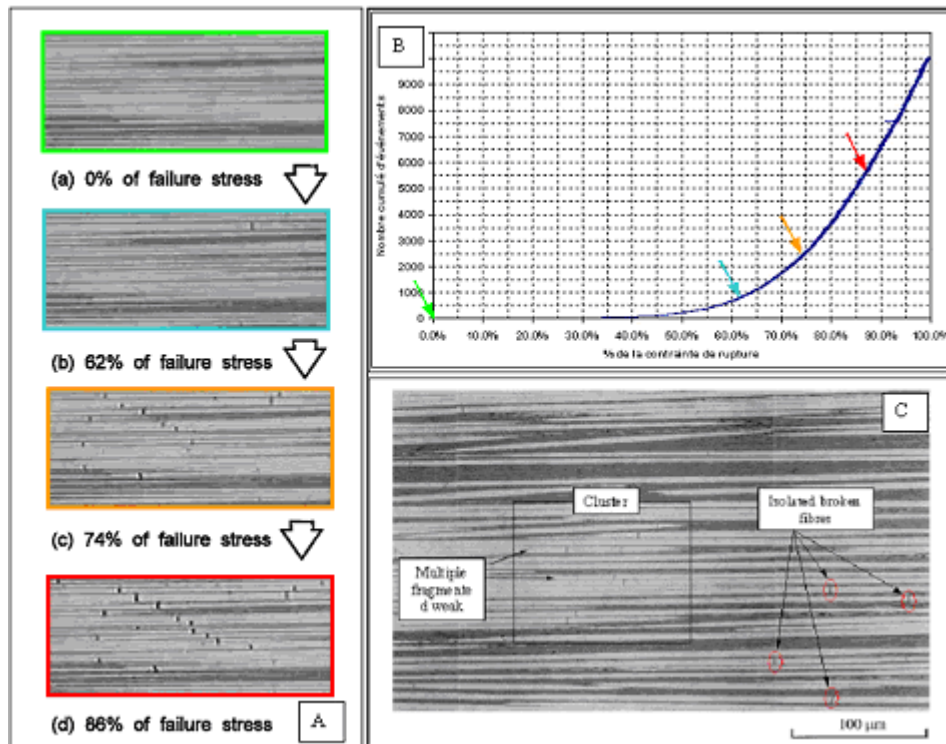 (a) 0% of failure stress
(b) 62% of failure stress
(c) 74% of failure stress
(d) 86% of failure stress
A
B
Nombre cumulé d'événements
9000
8000
7000
6000
5000
4000
3000
2000
1000
0
0.0% 10.0% 20.0% 30.0% 40.0% 50.0% 60.0% 70.0% 80.0% 90.0% 100.0%
% de la contrainte de rupture
C
Cluster
Isolated broken
fibres
Multiple
fragmente
d weak
100 µm